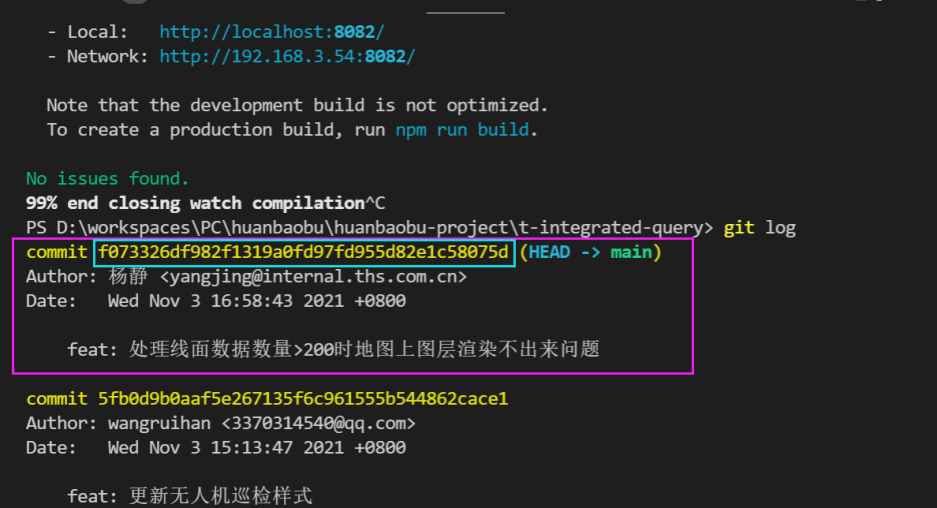 - Local:   http://localhost:8082/
- Network: http://192.168.3.54:8082/
Note that the development build is not optimized.
To create a production build, run npm run build.
No issues found.
99% end closing watch compilation^C
PS D:\workspaces\PC\huanbaobu\huanbaobu-project\t-integrated-query> git log
commit f073326df982f1319a0fd97fd955d82e1c58075d (HEAD -> main)
Author: 杨静 <yangjing@internal.ths.com.cn>
Date:   Wed Nov 3 16:58:43 2021 +0800
feat: 处理线面数据数量>200时地图上图层渲染不出来问题
commit 5fb0d9b0aaf5e267135f6c961555b544862cace1
Author: wangruihan <3370314540@qq.com>
Date:   Wed Nov 3 15:13:47 2021 +0800
feat: 更新无人机巡检样式